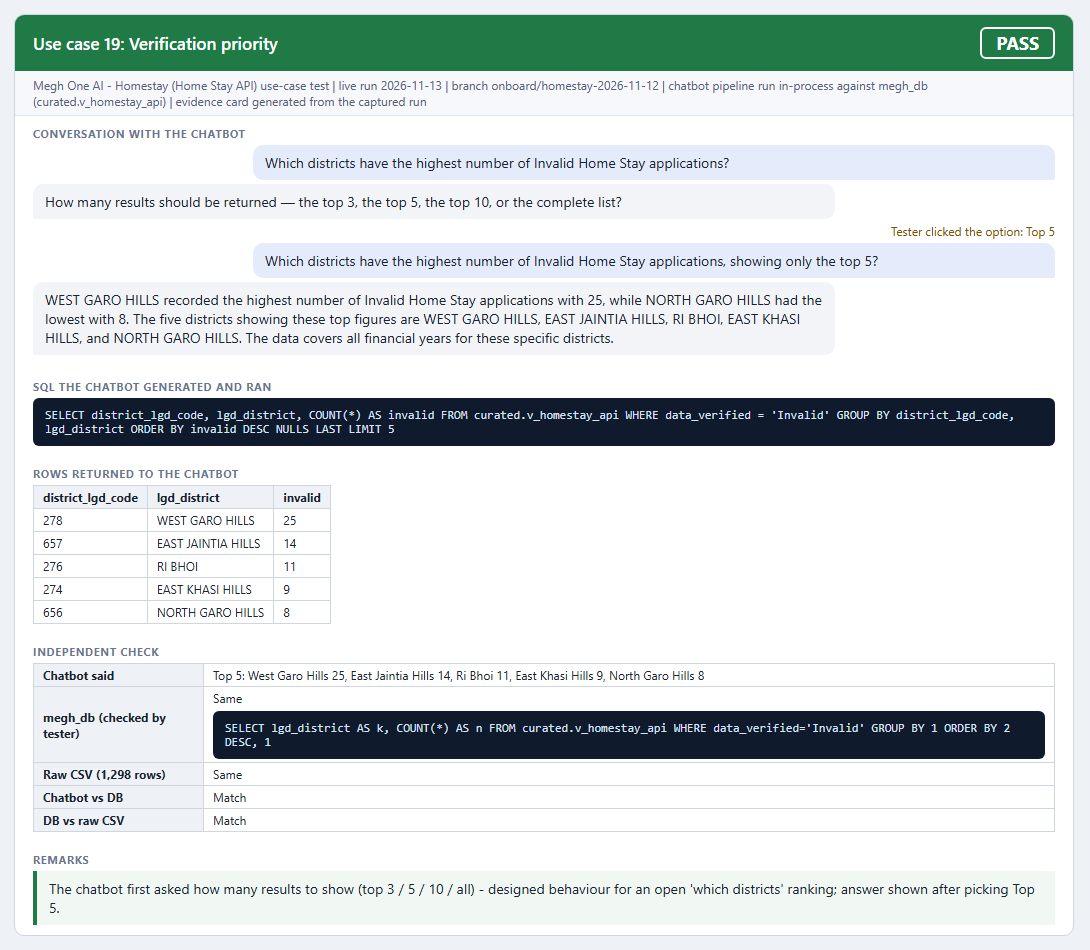 Use case 19: Verification priority
PASS
Megh One AI - Homestay (Home Stay API) use-case test | live run 2026-11-13 | branch onboard/homestay-2026-11-12 | chatbot pipeline run in-process against megh_db
(curated.v_homestay_api) | evidence card generated from the captured run
CONVERSATION WITH THE CHATBOT
Which districts have the highest number of Invalid Home Stay applications?
How many results should be returned — the top 3, the top 5, the top 10, or the complete list?
Tester clicked the option: Top 5
Which districts have the highest number of Invalid Home Stay applications, showing only the top 5?
WEST GARO HILLS recorded the highest number of Invalid Home Stay applications with 25, while NORTH GARO HILLS had the
lowest with 8. The five districts showing these top figures are WEST GARO HILLS, EAST JAINTIA HILLS, RI BHOI, EAST KHASI
HILLS, and NORTH GARO HILLS. The data covers all financial years for these specific districts.
SQL THE CHATBOT GENERATED AND RAN
SELECT district_lgd_code, lgd_district, COUNT(*) AS invalid FROM curated.v_homestay_api WHERE data_verified = 'Invalid' GROUP BY district_lgd_code,
lgd_district ORDER BY invalid DESC NULLS LAST LIMIT 5
ROWS RETURNED TO THE CHATBOT
district_lgd_code lgd_district invalid
278 WEST GARO HILLS 25
657 EAST JAINTIA HILLS 14
276 RI BHOI 11
274 EAST KHASI HILLS 9
656 NORTH GARO HILLS 8
INDEPENDENT CHECK
Chatbot said Top 5: West Garo Hills 25, East Jaintia Hills 14, Ri Bhoi 11, East Khasi Hills 9, North Garo Hills 8
megh_db (checked by
tester)
Same
SELECT lgd_district AS k, COUNT(*) AS n FROM curated.v_homestay_api WHERE data_verified='Invalid' GROUP BY 1 ORDER BY 2
DESC, 1
Raw CSV (1,298 rows) Same
Chatbot vs DB Match
DB vs raw CSV Match
REMARKS
The chatbot first asked how many results to show (top 3 / 5 / 10 / all) - designed behaviour for an open 'which districts' ranking; answer shown after picking Top
5.